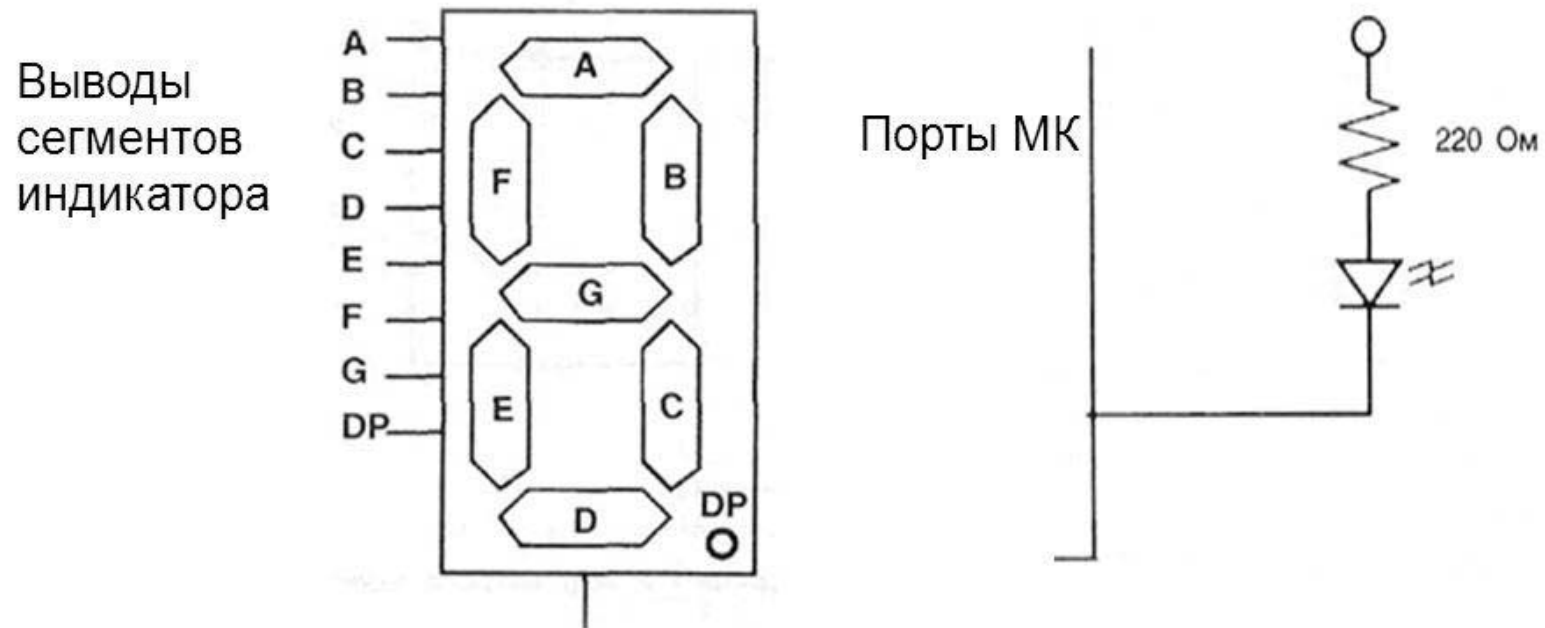 Выводы
сегментов
индикатора
A
B
C
D
E
F
G
DP
A
F
B
G
E
C
D
DP
Порты МК
220 Ом